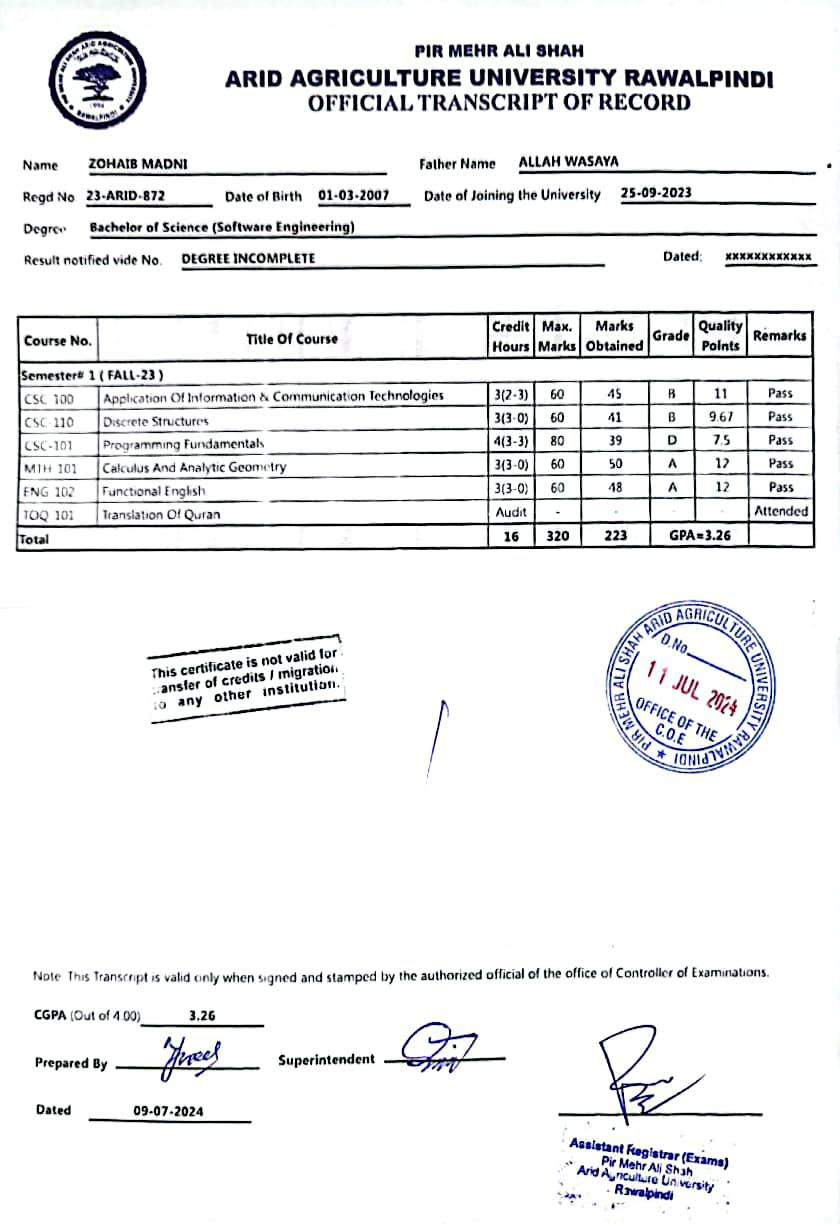 PIR MEHR ALI SHAH
ARID AGRICULTURE UNIVERSITY RAWALPINDI
OFFICIAL TRANSCRIPT OF RECORD
PIR MEHR ALI SHAH ARID AGRICULTURE UNIVERSITY RAWALPINDI
Name ZOHAIB MADNI Father Name ALLAH WASAYA
Regd No 23-ARID-872 Date of Birth 01-03-2007 Date of Joining the University 25-09-2023
Degree Bachelor of Science (Software Engineering)
Result notified vide No. DEGREE INCOMPLETE Dated: xxxxxxxxxxxx
Course No. Title Of Course Credit Hours Max. Marks Marks Obtained Grade Quality Points Remarks
Semester# 1 ( FALL-23 )
CSC 100 Application Of Information & Communication Technologies 3(2-3) 60 45 B 11 Pass
CSC-110 Discrete Structures 3(3-0) 60 41 B 9.67 Pass
CSC-101 Programming Fundamentals 4(3-3) 80 39 D 7.5 Pass
MTH 101 Calculus And Analytic Geometry 3(3-0) 60 50 A 12 Pass
ENG 102 Functional English 3(3-0) 60 48 A 12 Pass
TOQ 101 Translation Of Quran Audit - - - - Attended
Total 16 320 223 GPA=3.26
This certificate is not valid for
transfer of credits / migration
to any other institution.
PIR MEHR ALI SHAH ARID AGRICULTURE UNIVERSITY RAWALPINDI
D.No
11 JUL 2024
OFFICE OF THE
C.O.E
Note This Transcript is valid only when signed and stamped by the authorized official of the office of Controller of Examinations.
CGPA (Out of 4.00) 3.26
Prepared By Superintendent
Dated 09-07-2024
Assistant Registrar (Exams)
Pir Mehr Ali Shah
Arid Agriculture University
Rawalpindi